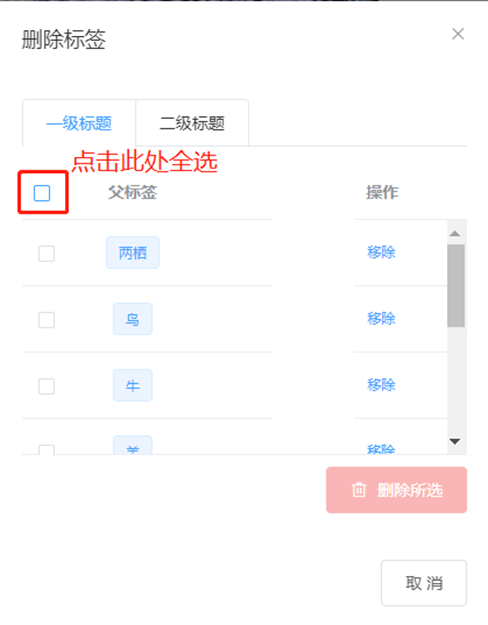 删除标签
一级标题 二级标题
点击此处全选
父标签 操作
两栖 移除
鸟 移除
牛 移除
羊 移除
删除所选
取消